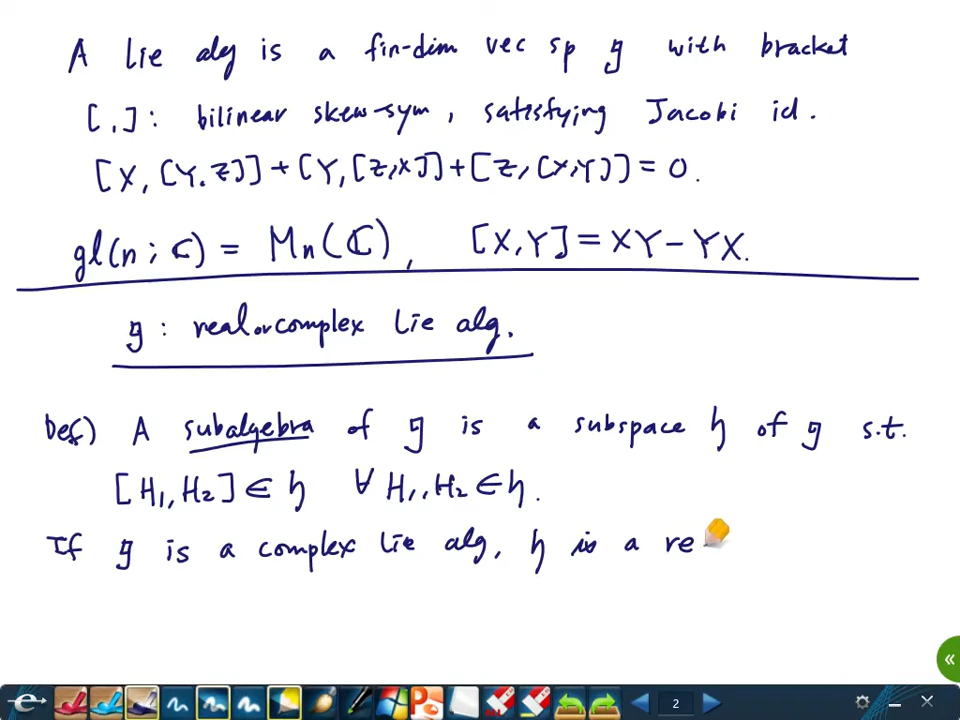 A Lie alg is a fin-dim vec sp g with bracket
[ , ] : bilinear skew-sym, satisfying Jacobi id.
[X, [Y, Z]] + [Y, [Z, X]] + [Z, [X, Y]] = 0.
gl(n ; ℂ) = Mn(ℂ), [X, Y] = XY - YX.
g : real or complex Lie alg.
Def) A subalgebra of g is a subspace h of g s.t.
[H₁, H₂] ∈ h ∀ H₁, H₂ ∈ h.
If g is a complex Lie alg, h is a re
2